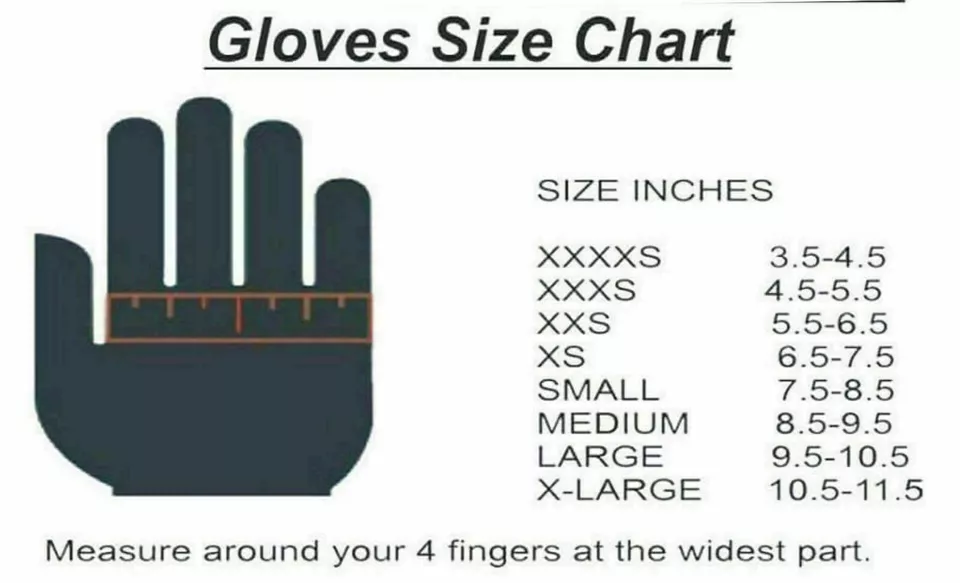 Gloves Size Chart
SIZE INCHES
XXXXS 3.5-4.5
XXXS 4.5-5.5
XXS 5.5-6.5
XS 6.5-7.5
SMALL 7.5-8.5
MEDIUM 8.5-9.5
LARGE 9.5-10.5
X-LARGE 10.5-11.5
Measure around your 4 fingers at the widest part.